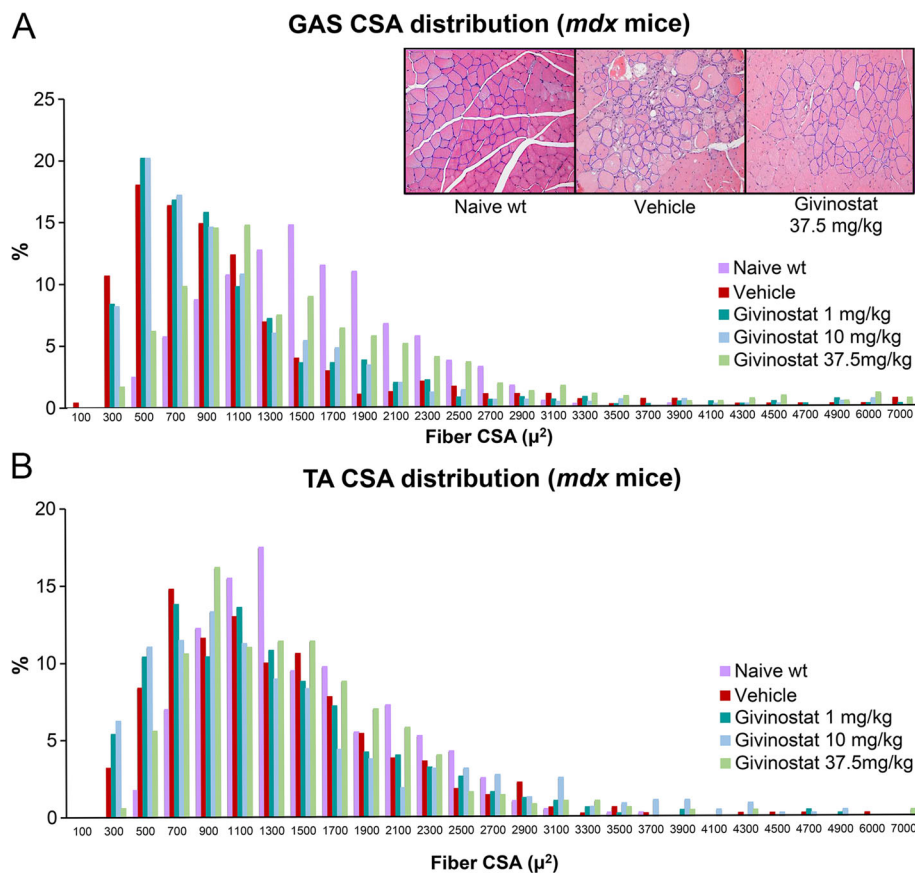 A
GAS CSA distribution (mdx mice)
Naive wt
Vehicle
Givinostat
37.5 mg/kg
25
20
15
10
5
0
%
Naive wt
Vehicle
Givinostat 1 mg/kg
Givinostat 10 mg/kg
Givinostat 37.5mg/kg
100 300 500 700 900 1100 1300 1500 1700 1900 2100 2300 2500 2700 2900 3100 3300 3500 3700 3900 4100 4300 4500 4700 4900 6000 7000
Fiber CSA (µ²)
B
TA CSA distribution (mdx mice)
20
15
10
5
0
%
Naive wt
Vehicle
Givinostat 1 mg/kg
Givinostat 10 mg/kg
Givinostat 37.5mg/kg
100 300 500 700 900 1100 1300 1500 1700 1900 2100 2300 2500 2700 2900 3100 3300 3500 3700 3900 4100 4300 4500 4700 4900 6000 7000
Fiber CSA (µ²)